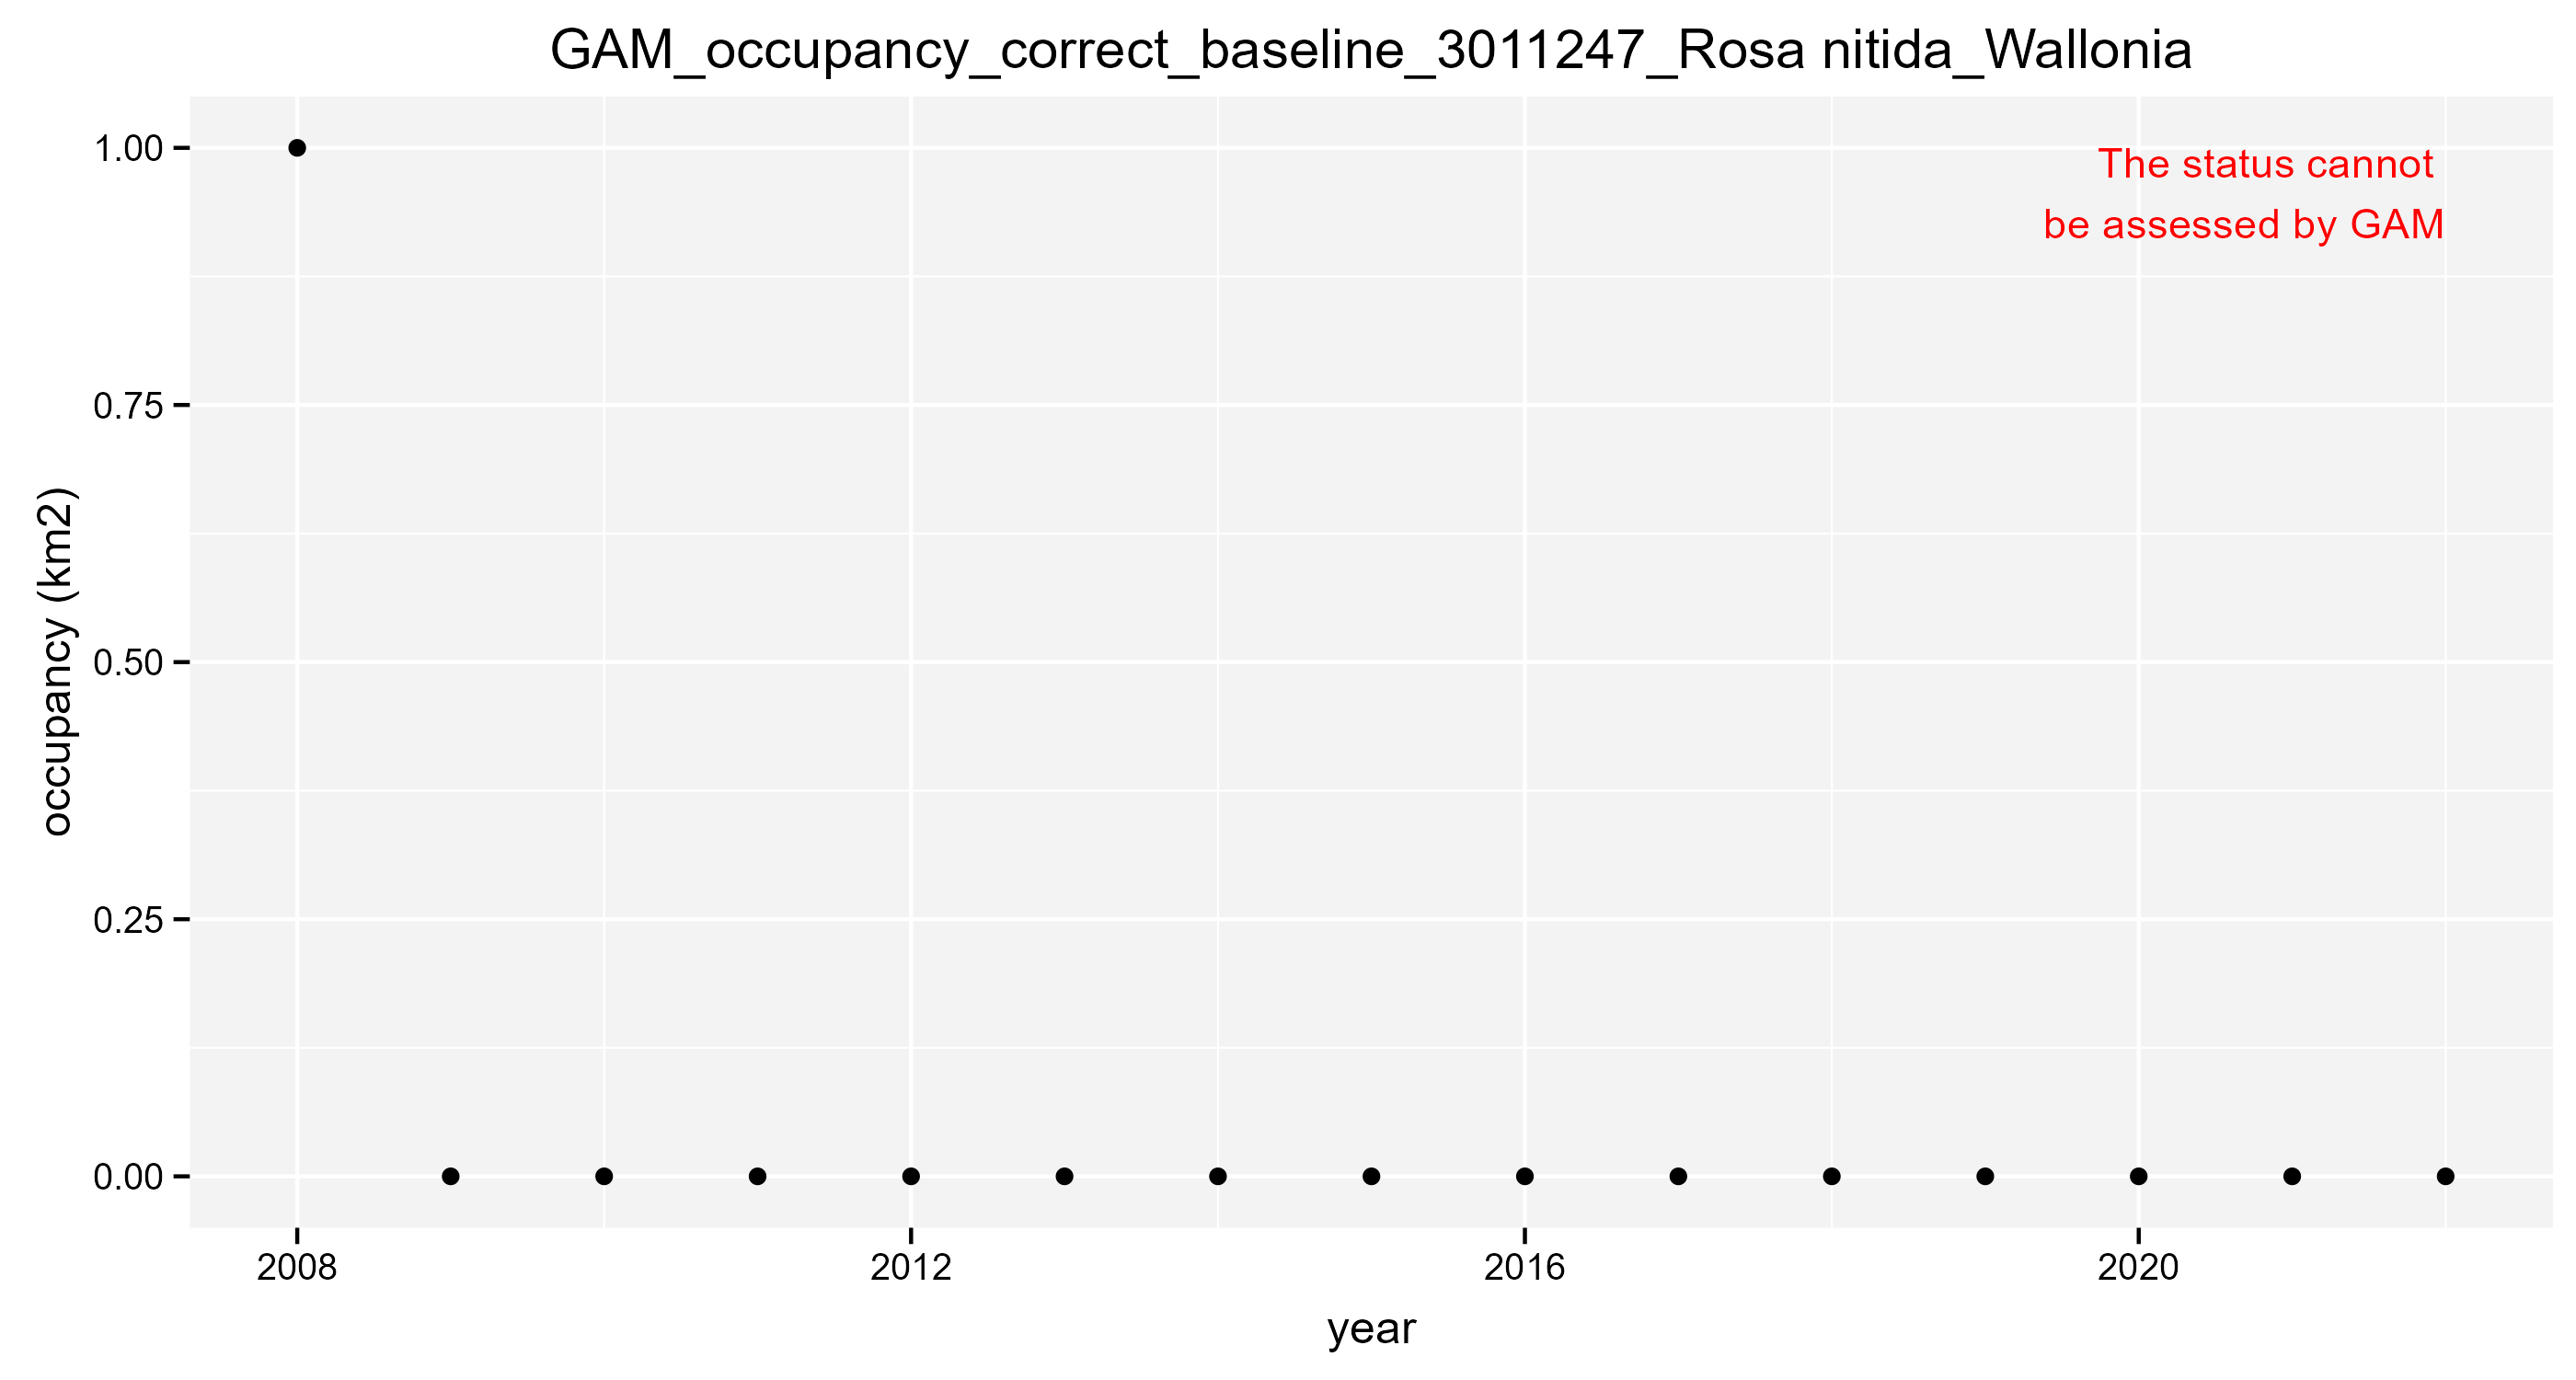 GAM_occupancy_correct_baseline_3011247_Rosa nitida_Wallonia
The status cannot
be assessed by GAM
occupancy (km2)
1.00
0.75
0.50
0.25
0.00
2008 2012 2016 2020
year